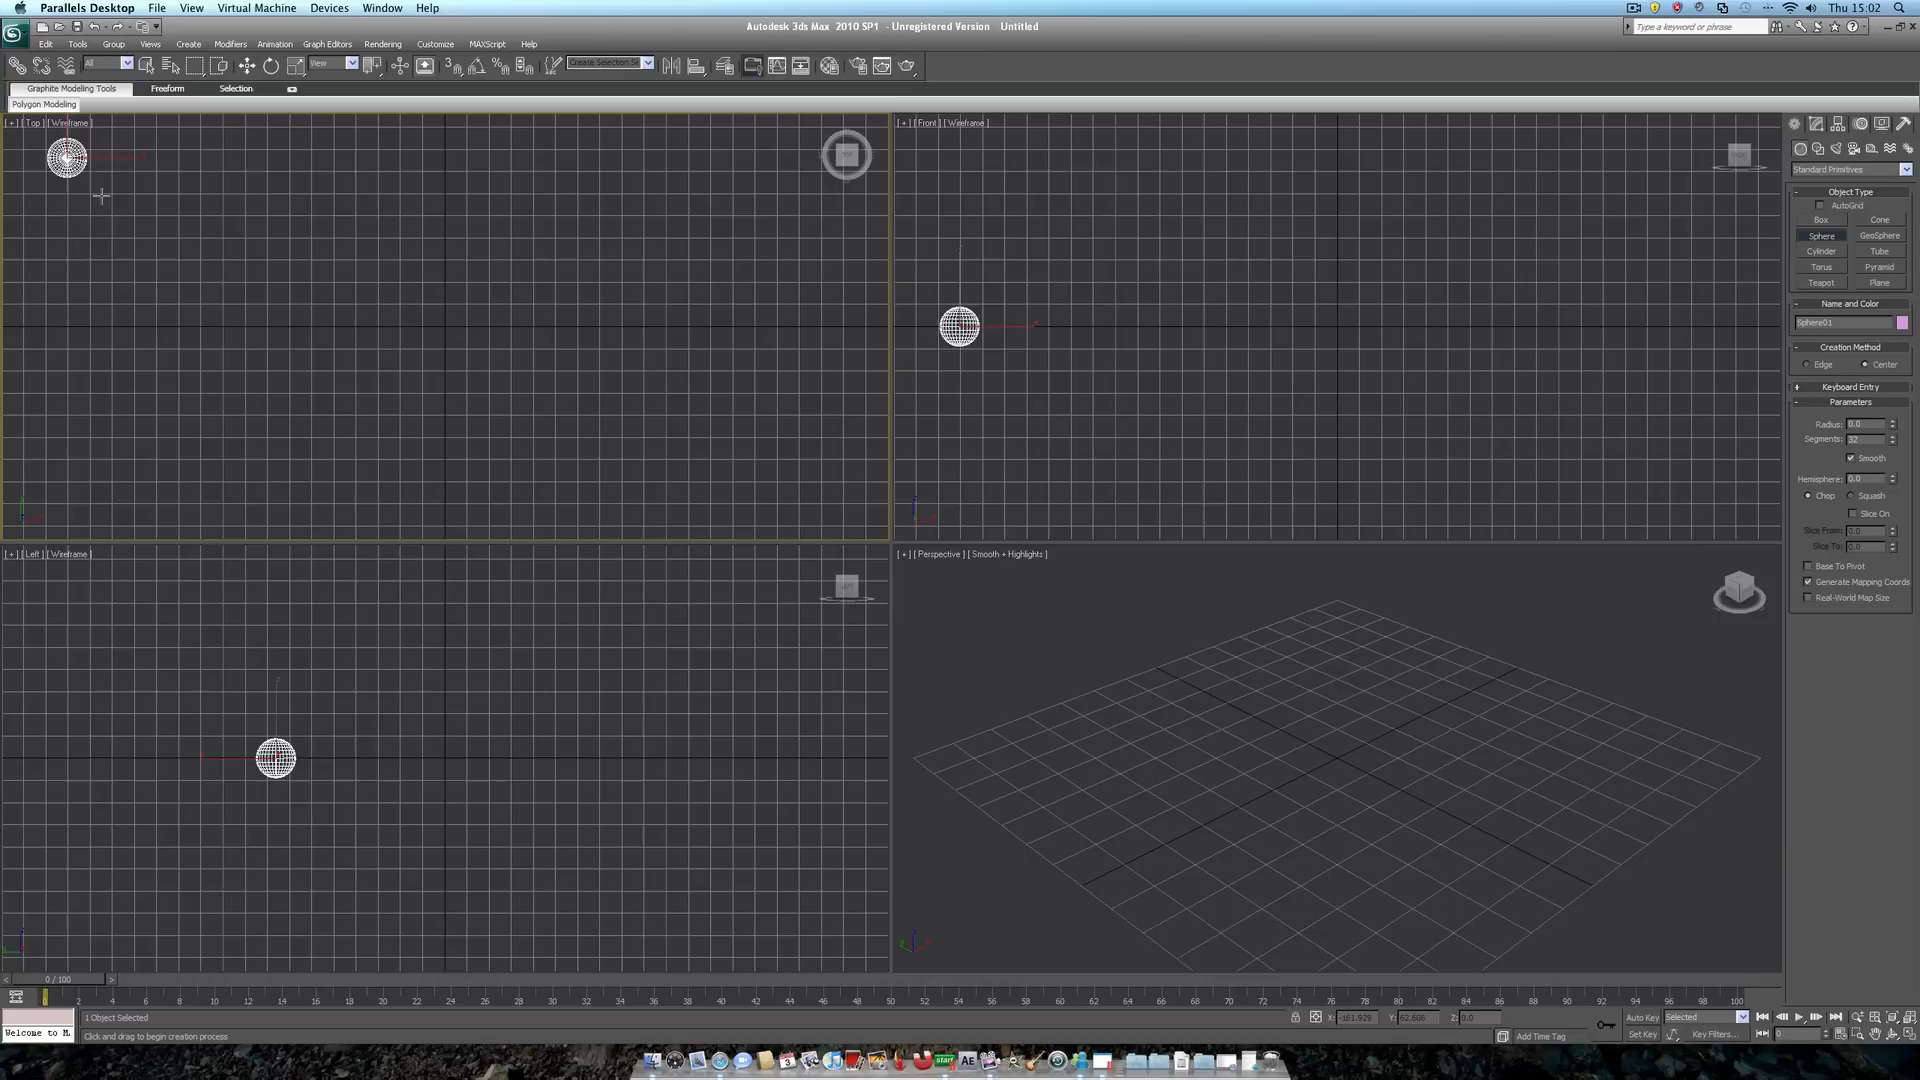 Parallels Desktop File View Virtual Machine Devices Window Help Thu 15:02
Autodesk 3ds Max 2010 SP1 - Unregistered Version Untitled
Type a keyword or phrase
Edit Tools Group Views Create Modifiers Animation Graph Editors Rendering Customize MAXScript Help
All View Create Selection Se
Graphite Modeling Tools Freeform Selection
Polygon Modeling
[ + ] [ Top ] [ Wireframe ]
[ + ] [ Front ] [ Wireframe ]
TOP
Standard Primitives
Object Type
AutoGrid
Box Cone
Sphere GeoSphere
Cylinder Tube
Torus Pyramid
Teapot Plane
Name and Color
Sphere01
Creation Method
Edge Center
Keyboard Entry
Parameters
Radius: 0.0
Segments: 32
Smooth
Hemisphere: 0.0
Chop Squash
Slice On
Slice From: 0.0
Slice To: 0.0
Base To Pivot
Generate Mapping Coords
Real-World Map Size
[ + ] [ Left ] [ Wireframe ]
[ + ] [ Perspective ] [ Smooth + Highlights ]
< 0 / 100 >
0 2 4 6 8 10 12 14 16 18 20 22 24 26 28 30 32 34 36 38 40 42 44 46 48 50 52 54 56 58 60 62 64 66 68 70 72 74 76 78 80 82 84 86 88 90 92 94 96 98 100
1 Object Selected X: -161.929 Y: 62.606 Z: 0.0 Auto Key Selected
Welcome to M. Click and drag to begin creation process Add Time Tag Set Key Key Filters... 0
start AE